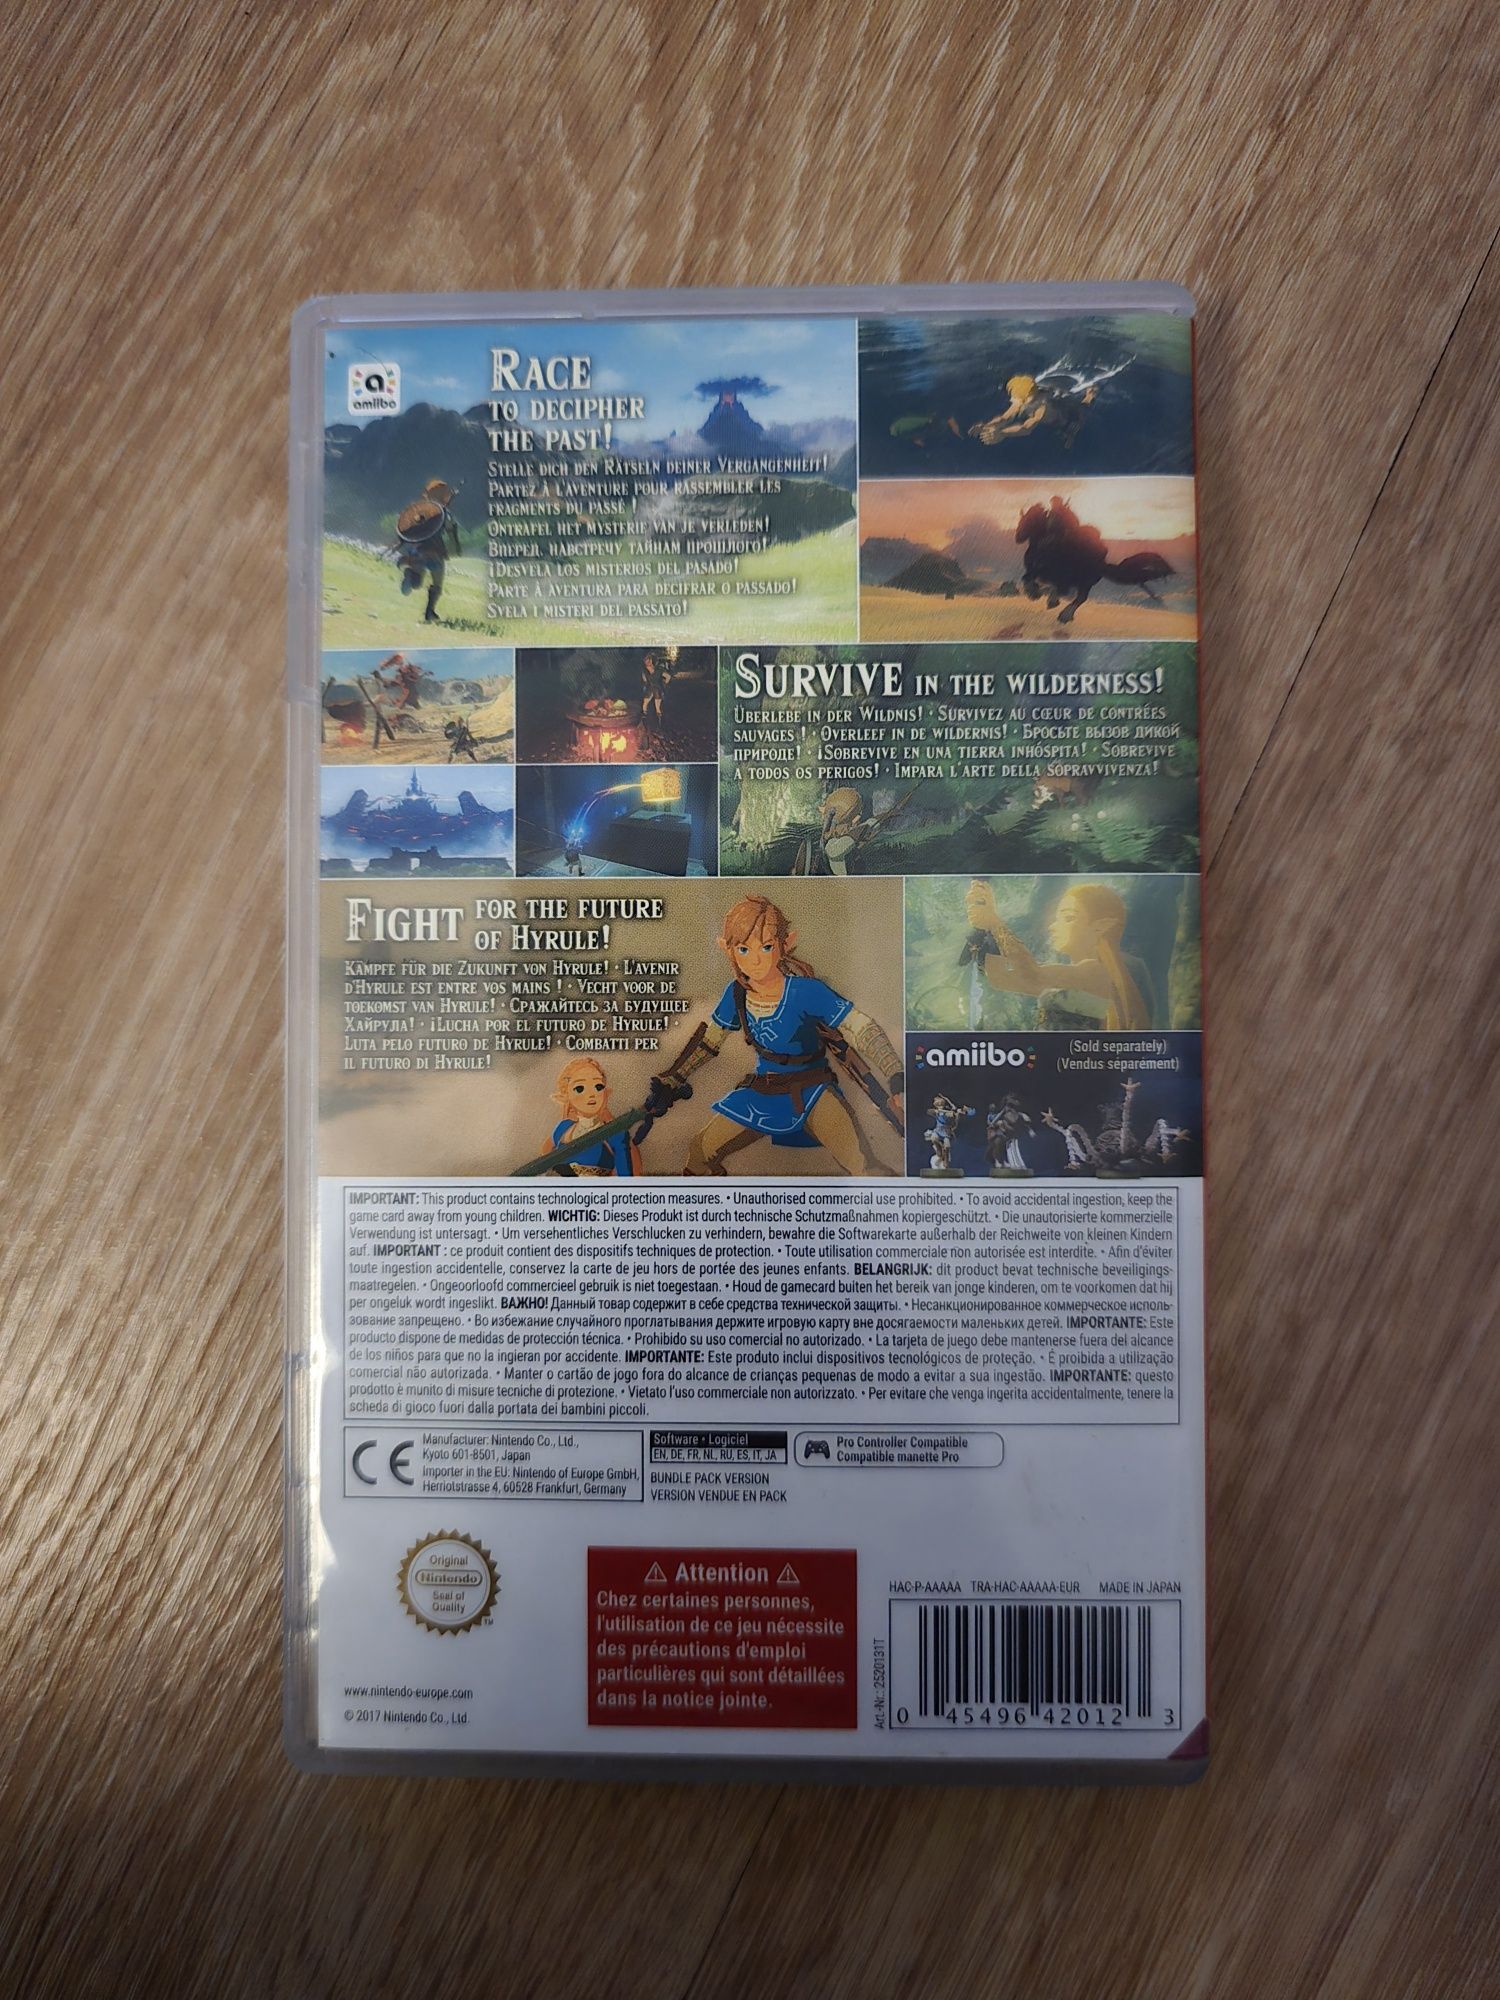 amiibo
RACE
TO DECIPHER
THE PAST!
STELLE DICH DEN RÄTSELN DEINER VERGANGENHEIT!
PARTEZ À L'AVENTURE POUR RASSEMBLER LES
FRAGMENTS DU PASSÉ !
ONTRAFEL HET MYSTERIE VAN JE VERLEDEN!
ВПЕРЕД, НАВСТРЕЧУ ТАЙНАМ ПРОШЛОГО!
¡DESVELA LOS MISTERIOS DEL PASADO!
PARTE À AVENTURA PARA DECIFRAR O PASSADO!
SVELA I MISTERI DEL PASSATO!
SURVIVE IN THE WILDERNESS!
ÜBERLEBE IN DER WILDNIS! · SURVIVEZ AU CŒUR DE CONTRÉES
SAUVAGES ! · OVERLEEF IN DE WILDERNIS! · БРОСЬТЕ ВЫЗОВ ДИКОЙ
ПРИРОДЕ! · ¡SOBREVIVE EN UNA TIERRA INHÓSPITA! · SOBREVIVE
A TODOS OS PERIGOS! · IMPARA L'ARTE DELLA SOPRAVVIVENZA!
FIGHT FOR THE FUTURE
OF HYRULE!
KÄMPFE FÜR DIE ZUKUNFT VON HYRULE! · L'AVENIR
D'HYRULE EST ENTRE VOS MAINS ! · VECHT VOOR DE
TOEKOMST VAN HYRULE! · СРАЖАЙТЕСЬ ЗА БУДУЩЕЕ
ХАЙРУЛА! · ¡LUCHA POR EL FUTURO DE HYRULE! ·
LUTA PELO FUTURO DE HYRULE! · COMBATTI PER
IL FUTURO DI HYRULE!
amiibo (Sold separately)
(Vendus séparément)
IMPORTANT: This product contains technological protection measures. • Unauthorised commercial use prohibited. • To avoid accidental ingestion, keep the
game card away from young children. WICHTIG: Dieses Produkt ist durch technische Schutzmaßnahmen kopiergeschützt. • Die unautorisierte kommerzielle
Verwendung ist untersagt. • Um versehentliches Verschlucken zu verhindern, bewahre die Softwarekarte außerhalb der Reichweite von kleinen Kindern
auf. IMPORTANT : ce produit contient des dispositifs techniques de protection. • Toute utilisation commerciale non autorisée est interdite. • Afin d'éviter
toute ingestion accidentelle, conservez la carte de jeu hors de portée des jeunes enfants. BELANGRIJK: dit product bevat technische beveiligings-
maatregelen. • Ongeoorloofd commercieel gebruik is niet toegestaan. • Houd de gamecard buiten het bereik van jonge kinderen, om te voorkomen dat hij
per ongeluk wordt ingeslikt. ВАЖНО! Данный товар содержит в себе средства технической защиты. • Несанкционированное коммерческое исполь-
зование запрещено. • Во избежание случайного проглатывания держите игровую карту вне досягаемости маленьких детей. IMPORTANTE: Este
producto dispone de medidas de protección técnica. • Prohibido su uso comercial no autorizado. • La tarjeta de juego debe mantenerse fuera del alcance
de los niños para que no la ingieran por accidente. IMPORTANTE: Este produto inclui dispositivos tecnológicos de proteção. • É proibida a utilização
comercial não autorizada. • Manter o cartão de jogo fora do alcance de crianças pequenas de modo a evitar a sua ingestão. IMPORTANTE: questo
prodotto è munito di misure tecniche di protezione. • Vietato l'uso commerciale non autorizzato. • Per evitare che venga ingerita accidentalmente, tenere la
scheda di gioco fuori dalla portata dei bambini piccoli.
CE
Manufacturer: Nintendo Co., Ltd.,
Kyoto 601-8501, Japan
Importer in the EU: Nintendo of Europe GmbH,
Herriotstrasse 4, 60528 Frankfurt, Germany
Software • Logiciel
EN, DE, FR, NL, RU, ES, IT, JA
BUNDLE PACK VERSION
VERSION VENDUE EN PACK
Pro Controller Compatible
Compatible manette Pro
Original
Nintendo
Seal of
Quality
TM
⚠ Attention ⚠
Chez certaines personnes,
l'utilisation de ce jeu nécessite
des précautions d'emploi
particulières qui sont détaillées
dans la notice jointe.
HAC-P-AAAAA TRA-HAC-AAAAA-EUR MADE IN JAPAN
Art.-Nr.: 2520131T
0 45496 42012 3
www.nintendo-europe.com
© 2017 Nintendo Co., Ltd.